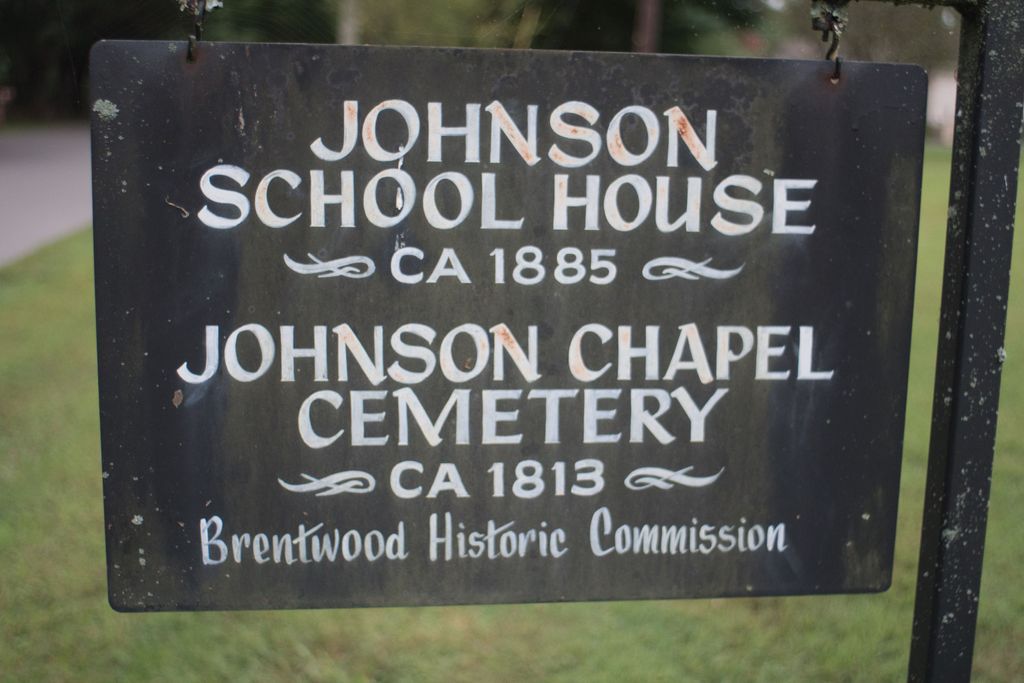 JOHNSON
SCHOOL HOUSE
CA 1885
JOHNSON CHAPEL
CEMETERY
CA 1813
Brentwood Historic Commission